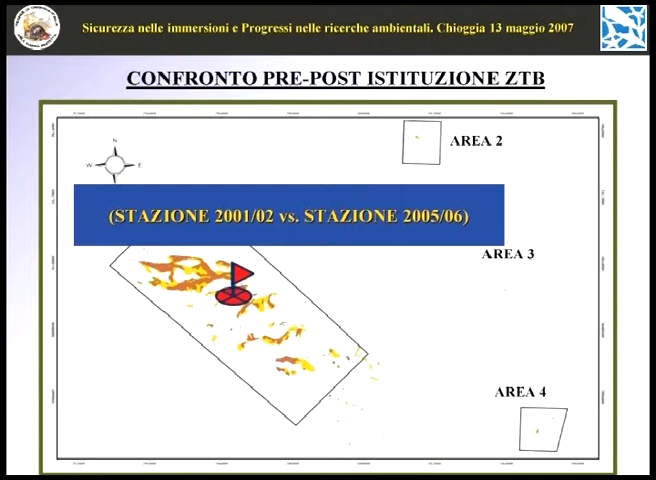 Sicurezza nelle immersioni e Progressi nelle ricerche ambientali. Chioggia 13 maggio 2007
CONFRONTO PRE-POST ISTITUZIONE ZTB
N
W
E
AREA 2
(STAZIONE 2001/02 vs. STAZIONE 2005/06)
AREA 3
AREA 4